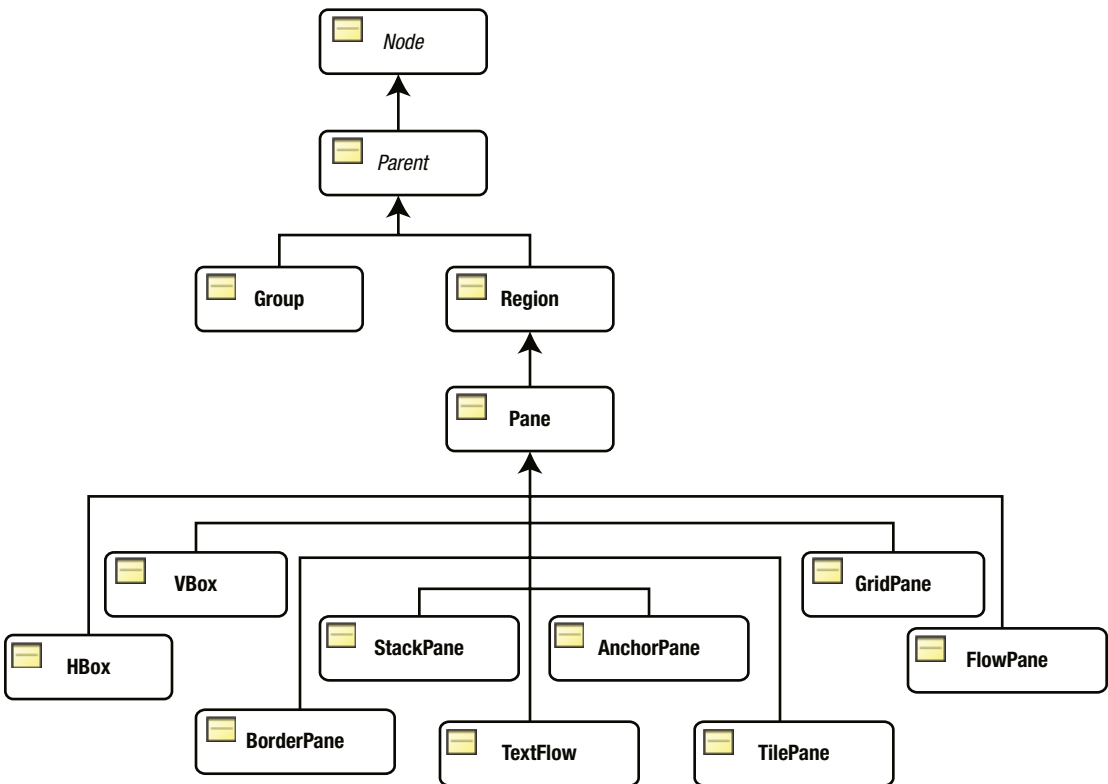 Node
Parent
Group
Region
Pane
VBox
GridPane
StackPane
AnchorPane
HBox
FlowPane
BorderPane
TextFlow
TilePane